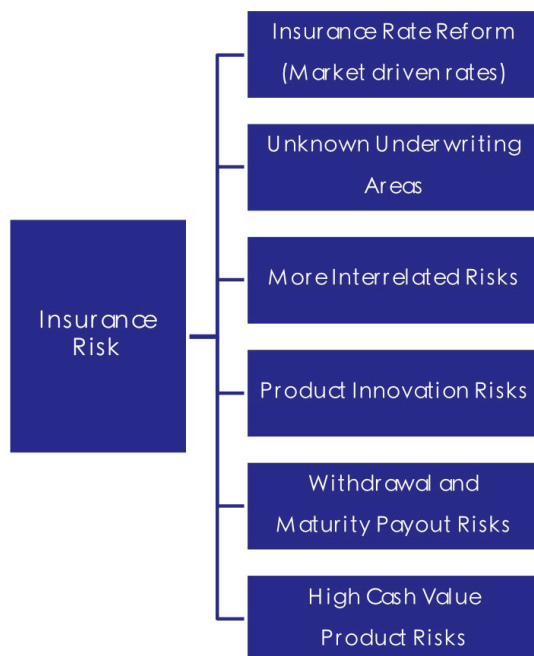 Insurance
Risk
Insurance Rate Reform
(Market driven rates)
Unknown Underwriting
Areas
More Interrelated Risks
Product Innovation Risks
Withdrawal and
Maturity Payout Risks
High Cash Value
Product Risks